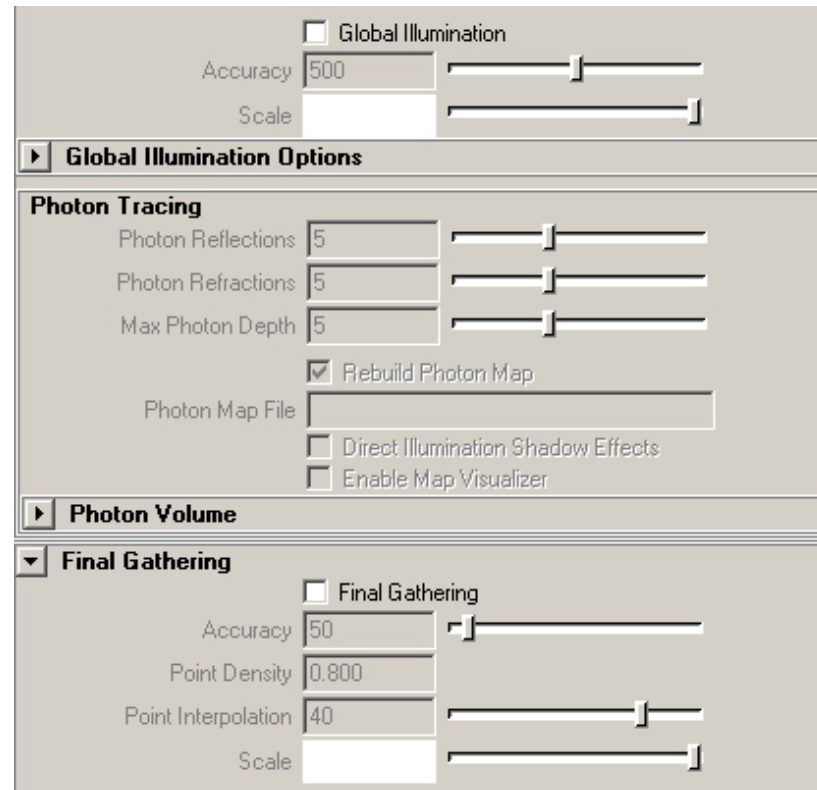 Global Illumination
Accuracy 500
Scale
Global Illumination Options
Photon Tracing
Photon Reflections 5
Photon Refractions 5
Max Photon Depth 5
Rebuild Photon Map
Photon Map File
Direct Illumination Shadow Effects
Enable Map Visualizer
Photon Volume
Final Gathering
Final Gathering
Accuracy 50
Point Density 0.800
Point Interpolation 40
Scale